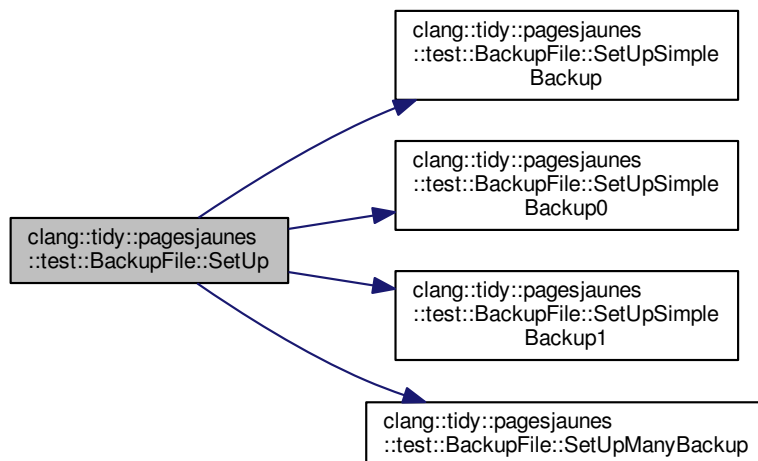 clang::tidy::pagesjaunes
::test::BackupFile::SetUpSimple
Backup
clang::tidy::pagesjaunes
::test::BackupFile::SetUpSimple
Backup0
clang::tidy::pagesjaunes
::test::BackupFile::SetUp
clang::tidy::pagesjaunes
::test::BackupFile::SetUpSimple
Backup1
clang::tidy::pagesjaunes
::test::BackupFile::SetUpManyBackup